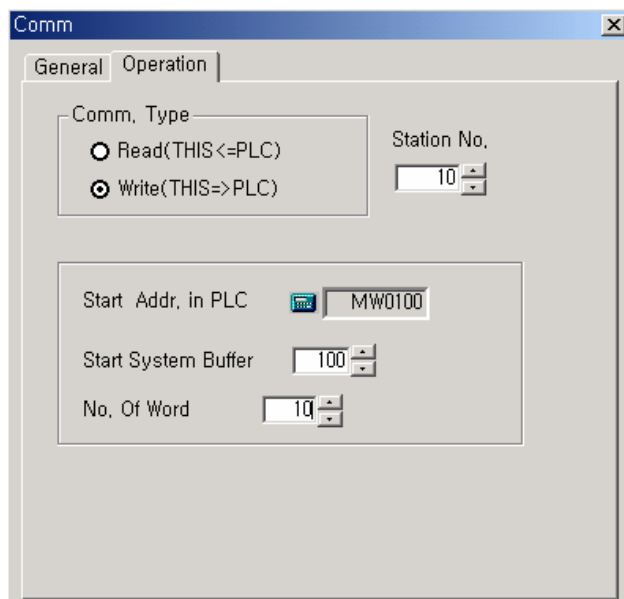 Comm
General Operation
Comm, Type
Read(THIS<=PLC)
Write(THIS=>PLC)
Station No,
10
Start Addr, in PLC MW0100
Start System Buffer 100
No, Of Word 10